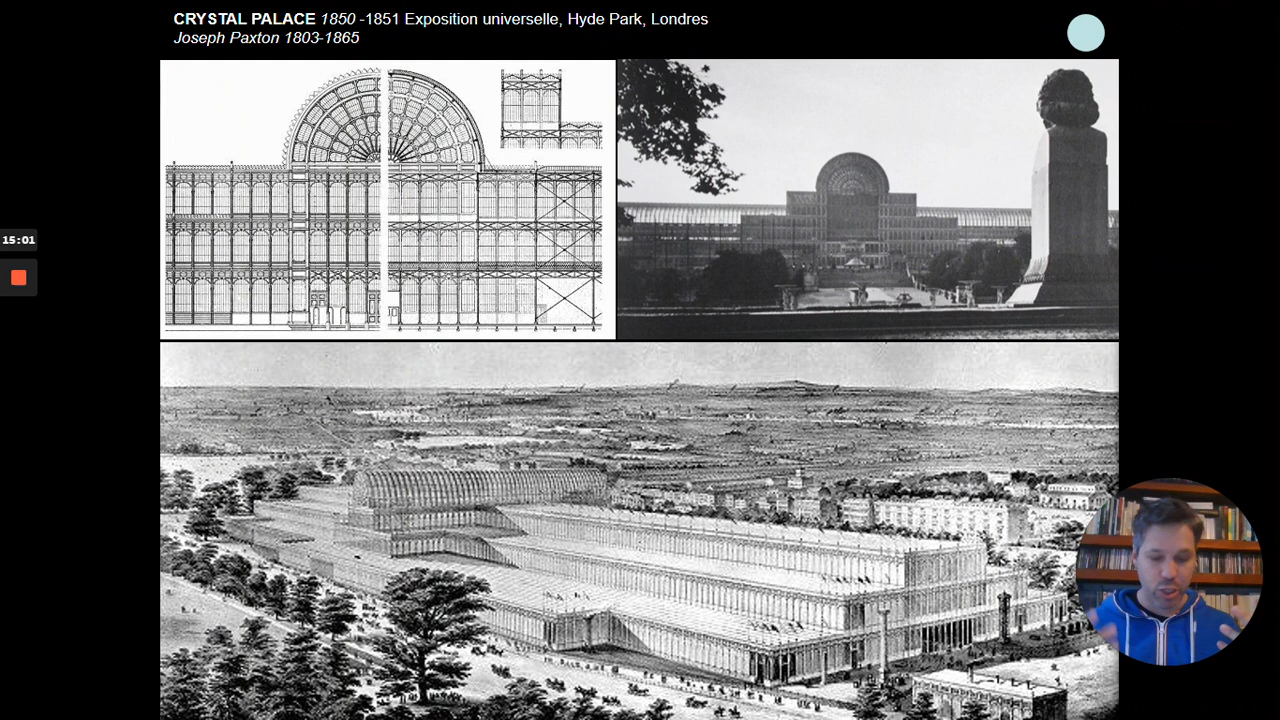 CRYSTAL PALACE 1850 -1851 Exposition universelle, Hyde Park, Londres
Joseph Paxton 1803-1865
15:01